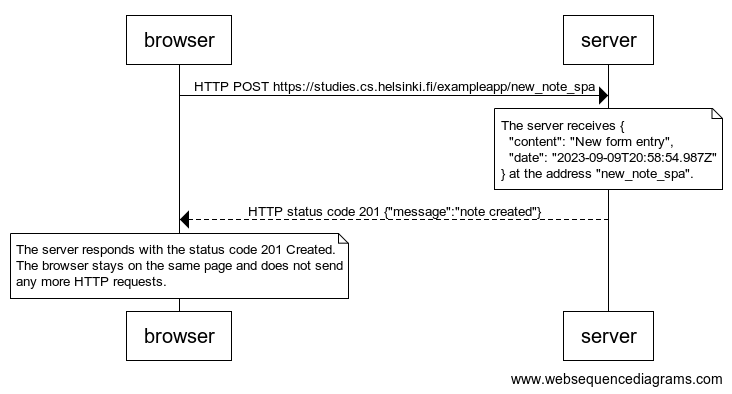 browser
server
HTTP POST https://studies.cs.helsinki.fi/exampleapp/new_note_spa
The server receives {
"content": "New form entry",
"date": "2023-09-09T20:58:54.987Z"
} at the address "new_note_spa".
HTTP status code 201 {"message":"note created"}
The server responds with the status code 201 Created.
The browser stays on the same page and does not send
any more HTTP requests.
browser
server
www.websequencediagrams.com